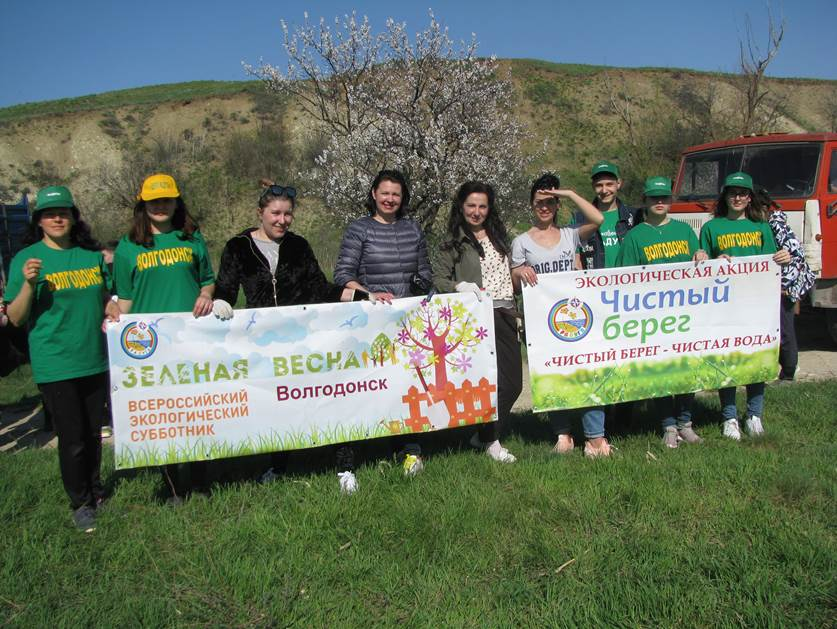 ВОЛГОДОНСК
ВОЛГОДОНСК
BRIG.DEPT
ВОЛГОДОНСК
ВОЛГОДОНСК
ЗЕЛЕНАЯ ВЕСНА
Волгодонск
ВСЕРОССИЙСКИЙ
ЭКОЛОГИЧЕСКИЙ
СУББОТНИК
ЭКОЛОГИЧЕСКАЯ АКЦИЯ
Чистый
берег
«ЧИСТЫЙ БЕРЕГ - ЧИСТАЯ ВОДА»